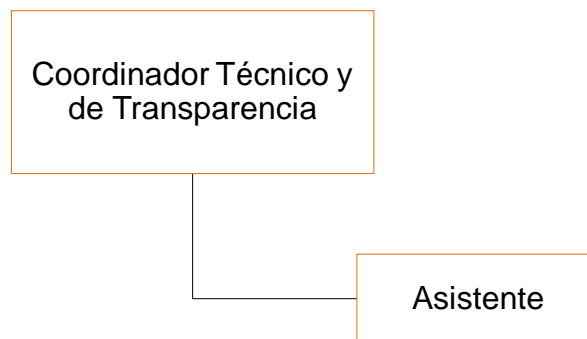 Coordinador Técnico y
de Transparencia
Asistente